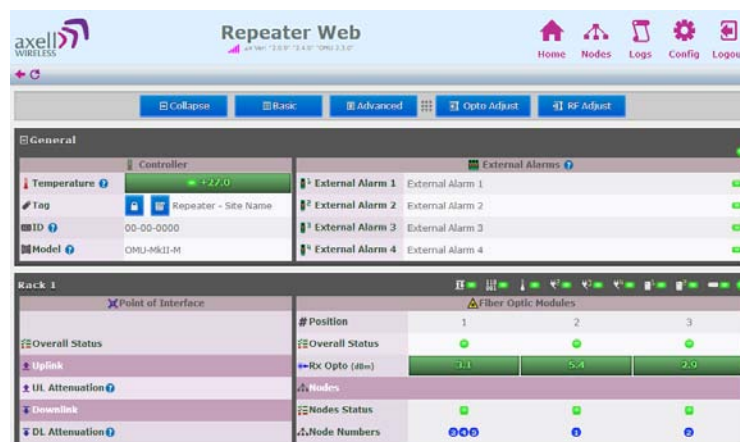 axell
WIRELESS
Repeater Web
Home Nodes Logs Config Logou
Collapse Basic Advanced Opto Adjust RF Adjust
General
Controller External Alarms
Temperature +27.0 External Alarm 1 External Alarm 1
Tag Repeater - Site Name External Alarm 2 External Alarm 2
ID 00-00-0000 External Alarm 3 External Alarm 3
Model OMU-MkII-M External Alarm 4 External Alarm 4
Rack 1
Point of Interface Fiber Optic Modules
# Position 1 2 3
Overall Status Overall Status
Uplink Rx Opto (dBm) 3.1 5.4 2.9
UL Attenuation Nodes
Downlink Nodes Status
DL Attenuation Node Numbers